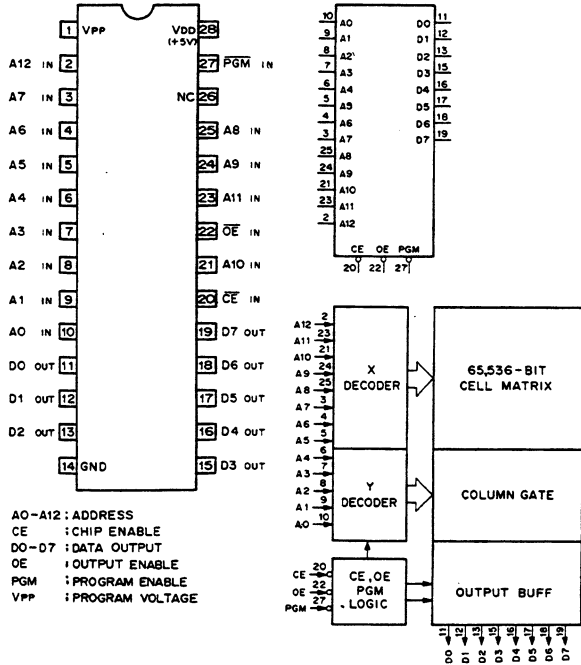 1 VPP VDD 28
(+5V)
A12 IN 2 27 PGM IN
A7 IN 3 NC 26
A6 IN 4 25 A8 IN
A5 IN 5 24 A9 IN
A4 IN 6 23 A11 IN
A3 IN 7 22 OE IN
A2 IN 8 21 A10 IN
A1 IN 9 20 CE IN
A0 IN 10 19 D7 OUT
D0 OUT 11 18 D6 OUT
D1 OUT 12 17 D5 OUT
D2 OUT 13 16 D4 OUT
14 GND 15 D3 OUT
A0-A12 : ADDRESS
CE : CHIP ENABLE
D0-D7 : DATA OUTPUT
OE : OUTPUT ENABLE
PGM : PROGRAM ENABLE
VPP : PROGRAM VOLTAGE
10 A0 D0 11
9 A1 D1 12
8 A2 D2 13
7 A3 D3 15
6 A4 D4 16
5 A5 D5 17
4 A6 D6 18
3 A7 D7 19
25 A8
24 A9
21 A10
23 A11
2 A12
CE OE PGM
20 22 27
A12 2
A11 23
A10 21
A9 24
A8 25
A7 3
A6 4
A5 5
X
DECODER
65,536-BIT
CELL MATRIX
A4 6
A3 7
A2 8
A1 9
A0 10
Y
DECODER
COLUMN GATE
CE 20
OE 22
PGM 27
CE, OE
PGM
LOGIC
OUTPUT BUFF
11 12 13 15 16 17 18 19
D0 D1 D2 D3 D4 D5 D6 D7